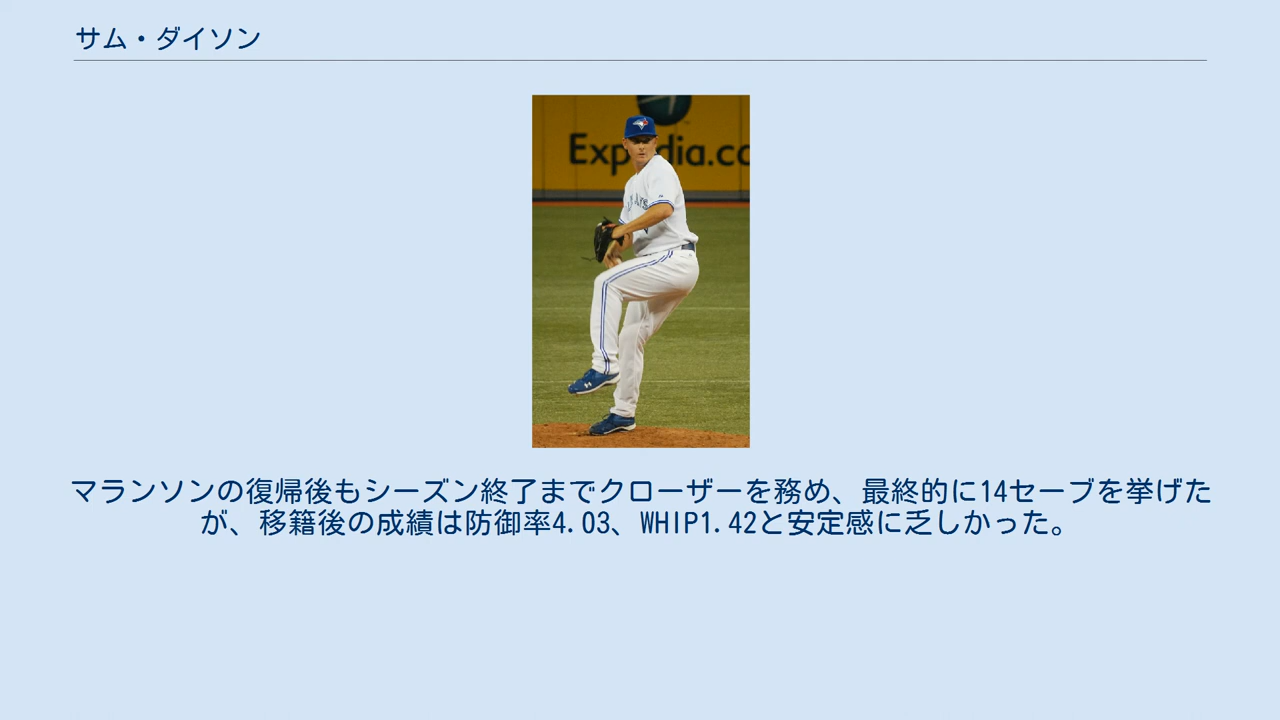 サム・ダイソン
マランソンの復帰後もシーズン終了までクローザーを務め、最終的に14セーブを挙げた
が、移籍後の成績は防御率4.03、WHIP1.42と安定感に乏しかった。